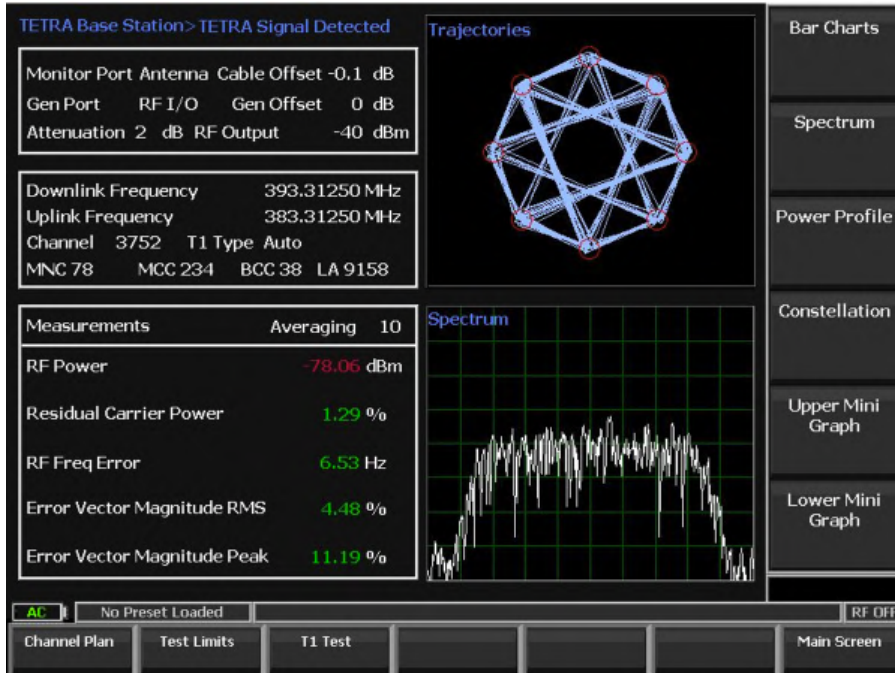 TETRA Base Station>TETRA Signal Detected
Monitor Port Antenna Cable Offset -0.1 dB
Gen Port RF I/O Gen Offset 0 dB
Attenuation 2 dB RF Output -40 dBm
Downlink Frequency 393.31250 MHz
Uplink Frequency 383.31250 MHz
Channel 3752 T1 Type Auto
MNC 78 MCC 234 BCC 38 LA 9158
Measurements Averaging 10
RF Power -78.06 dBm
Residual Carrier Power 1.29 %
RF Freq Error 6.53 Hz
Error Vector Magnitude RMS 4.48 %
Error Vector Magnitude Peak 11.19 %
Trajectories
Spectrum
Bar Charts
Spectrum
Power Profile
Constellation
Upper Mini
Graph
Lower Mini
Graph
AC No Preset Loaded RF OFF
Channel Plan Test Limits T1 Test Main Screen